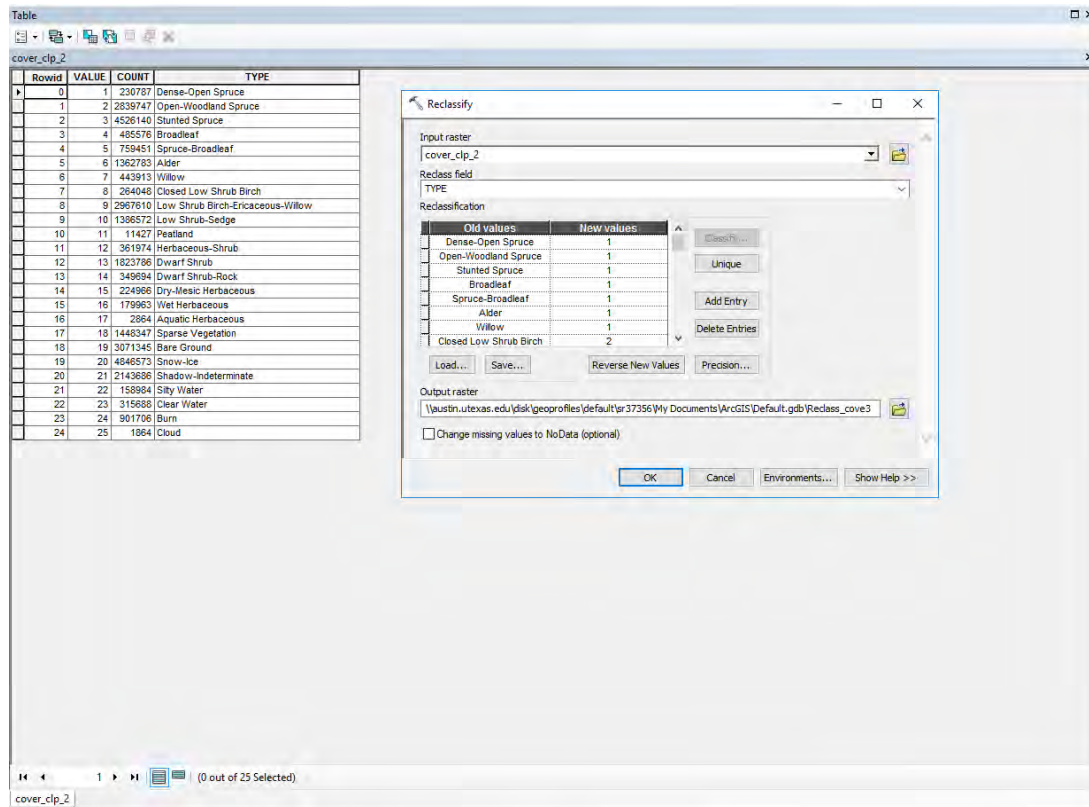 Table
cover_clp_2
Rowid VALUE COUNT TYPE
0 1 230787 Dense-Open Spruce
1 2 2839747 Open-Woodland Spruce
2 3 4526140 Stunted Spruce
3 4 485576 Broadleaf
4 5 759451 Spruce-Broadleaf
5 6 1362783 Alder
6 7 443913 Willow
7 8 264048 Closed Low Shrub Birch
8 9 2967610 Low Shrub Birch-Ericaceous-Willow
9 10 1386572 Low Shrub-Sedge
10 11 11427 Peatland
11 12 361974 Herbaceous-Shrub
12 13 1823786 Dwarf Shrub
13 14 349694 Dwarf Shrub-Rock
14 15 224966 Dry-Mesic Herbaceous
15 16 179963 Wet Herbaceous
16 17 2864 Aquatic Herbaceous
17 18 1448347 Sparse Vegetation
18 19 3071345 Bare Ground
19 20 4846573 Snow-Ice
20 21 2143686 Shadow-Indeterminate
21 22 158984 Silty Water
22 23 315688 Clear Water
23 24 901706 Burn
24 25 1864 Cloud
Reclassify
Input raster
cover_clp_2
Reclass field
TYPE
Reclassification
Old values New values
Dense-Open Spruce 1
Open-Woodland Spruce 1
Stunted Spruce 1
Broadleaf 1
Spruce-Broadleaf 1
Alder 1
Willow 1
Closed Low Shrub Birch 2
Classify...
Unique
Add Entry
Delete Entries
Load... Save... Reverse New Values Precision...
Output raster
\\austin.utexas.edu\disk\geoprofiles\default\sr37356\My Documents\ArcGIS\Default.gdb\Reclass_cove3
Change missing values to NoData (optional)
OK Cancel Environments... Show Help >>
1 (0 out of 25 Selected)
cover_clp_2